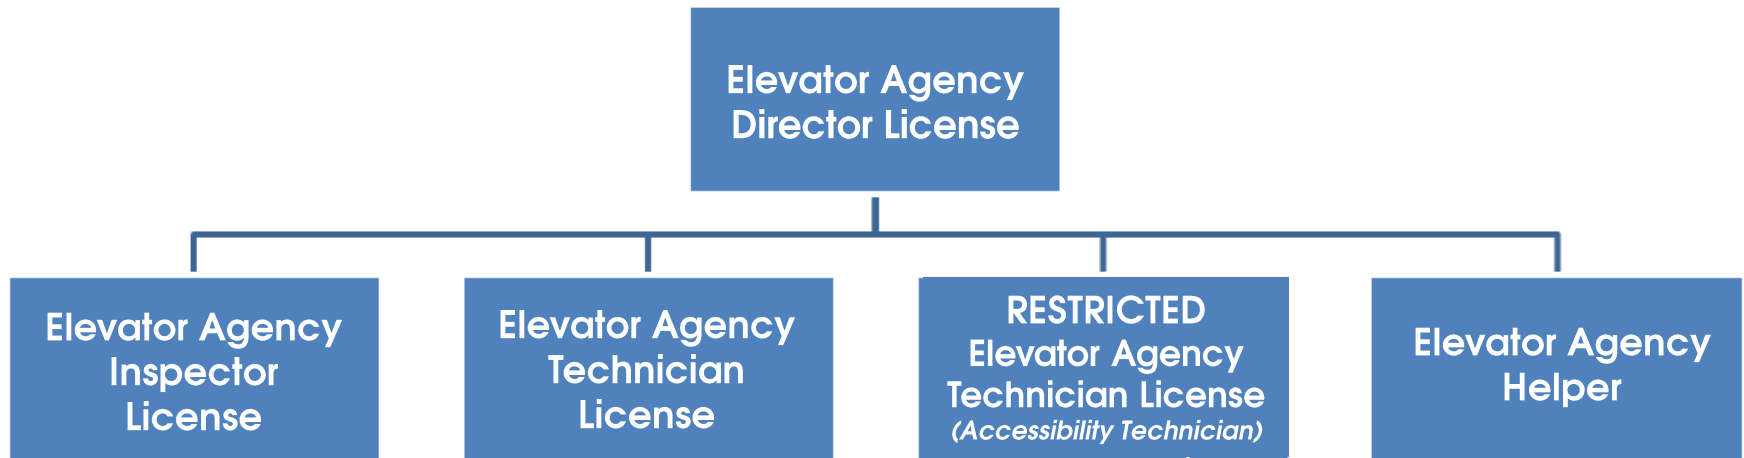 Elevator Agency
Director License
Elevator Agency
Inspector
License
Elevator Agency
Technician
License
RESTRICTED
Elevator Agency
Technician License
(Accessibility Technician)
Elevator Agency
Helper